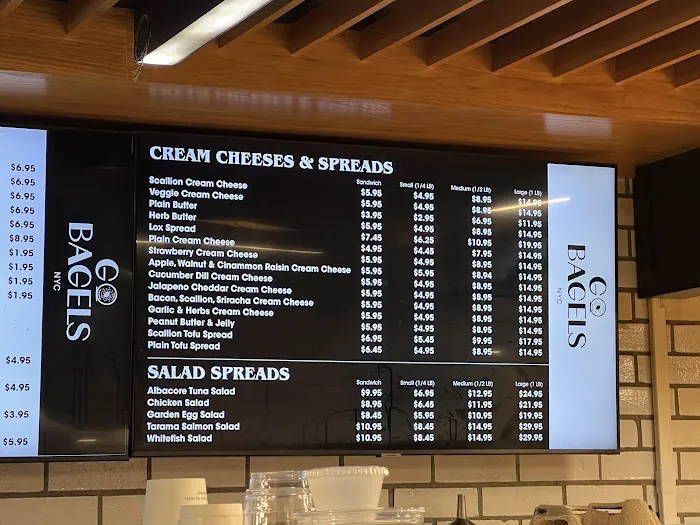 $6.95
$6.95
$6.95
$6.95
$6.95
$8.95
$1.95
$1.95
$1.95
$1.95
$4.95
$4.95
$3.95
$5.95
GO
BAGELS
NYC
CREAM CHEESES & SPREADS
Sandwich Small (1/4 LB) Medium (1/2 LB) Large (1 LB)
Scallion Cream Cheese $5.95 $4.95 $8.95 $14.95
Veggie Cream Cheese $5.95 $4.95 $8.95 $14.95
Plain Butter $3.95 $2.95 $6.95 $11.95
Herb Butter $5.95 $4.95 $8.95 $14.95
Lox Spread $7.45 $6.25 $10.95 $19.95
Plain Cream Cheese $4.95 $4.45 $7.95 $14.95
Strawberry Cream Cheese $5.95 $4.95 $8.95 $14.95
Apple, Walnut & Cinammon Raisin Cream Cheese $5.95 $5.95 $8.94 $14.95
Cucumber Dill Cream Cheese $5.95 $5.45 $8.95 $14.95
Jalapeno Cheddar Cream Cheese $5.95 $4.95 $8.95 $14.95
Bacon, Scallion, Sriracha Cream Cheese $5.95 $4.95 $8.95 $14.95
Garlic & Herbs Cream Cheese $5.95 $4.95 $8.95 $14.95
Peanut Butter & Jelly $5.95 $4.95 $8.95 $14.95
Scallion Tofu Spread $6.95 $5.45 $9.95 $17.95
Plain Tofu Spread $6.45 $4.95 $8.95 $14.95
SALAD SPREADS
Sandwich Small (1/4 LB) Medium (1/2 LB) Large (1 LB)
Albacore Tuna Salad $9.95 $6.95 $12.95 $24.95
Chicken Salad $8.95 $6.45 $11.95 $21.95
Garden Egg Salad $8.45 $5.95 $10.95 $19.95
Tarama Salmon Salad $10.95 $8.45 $14.95 $29.95
Whitefish Salad $10.95 $8.45 $14.95 $29.95
GO
BAGELS
NYC